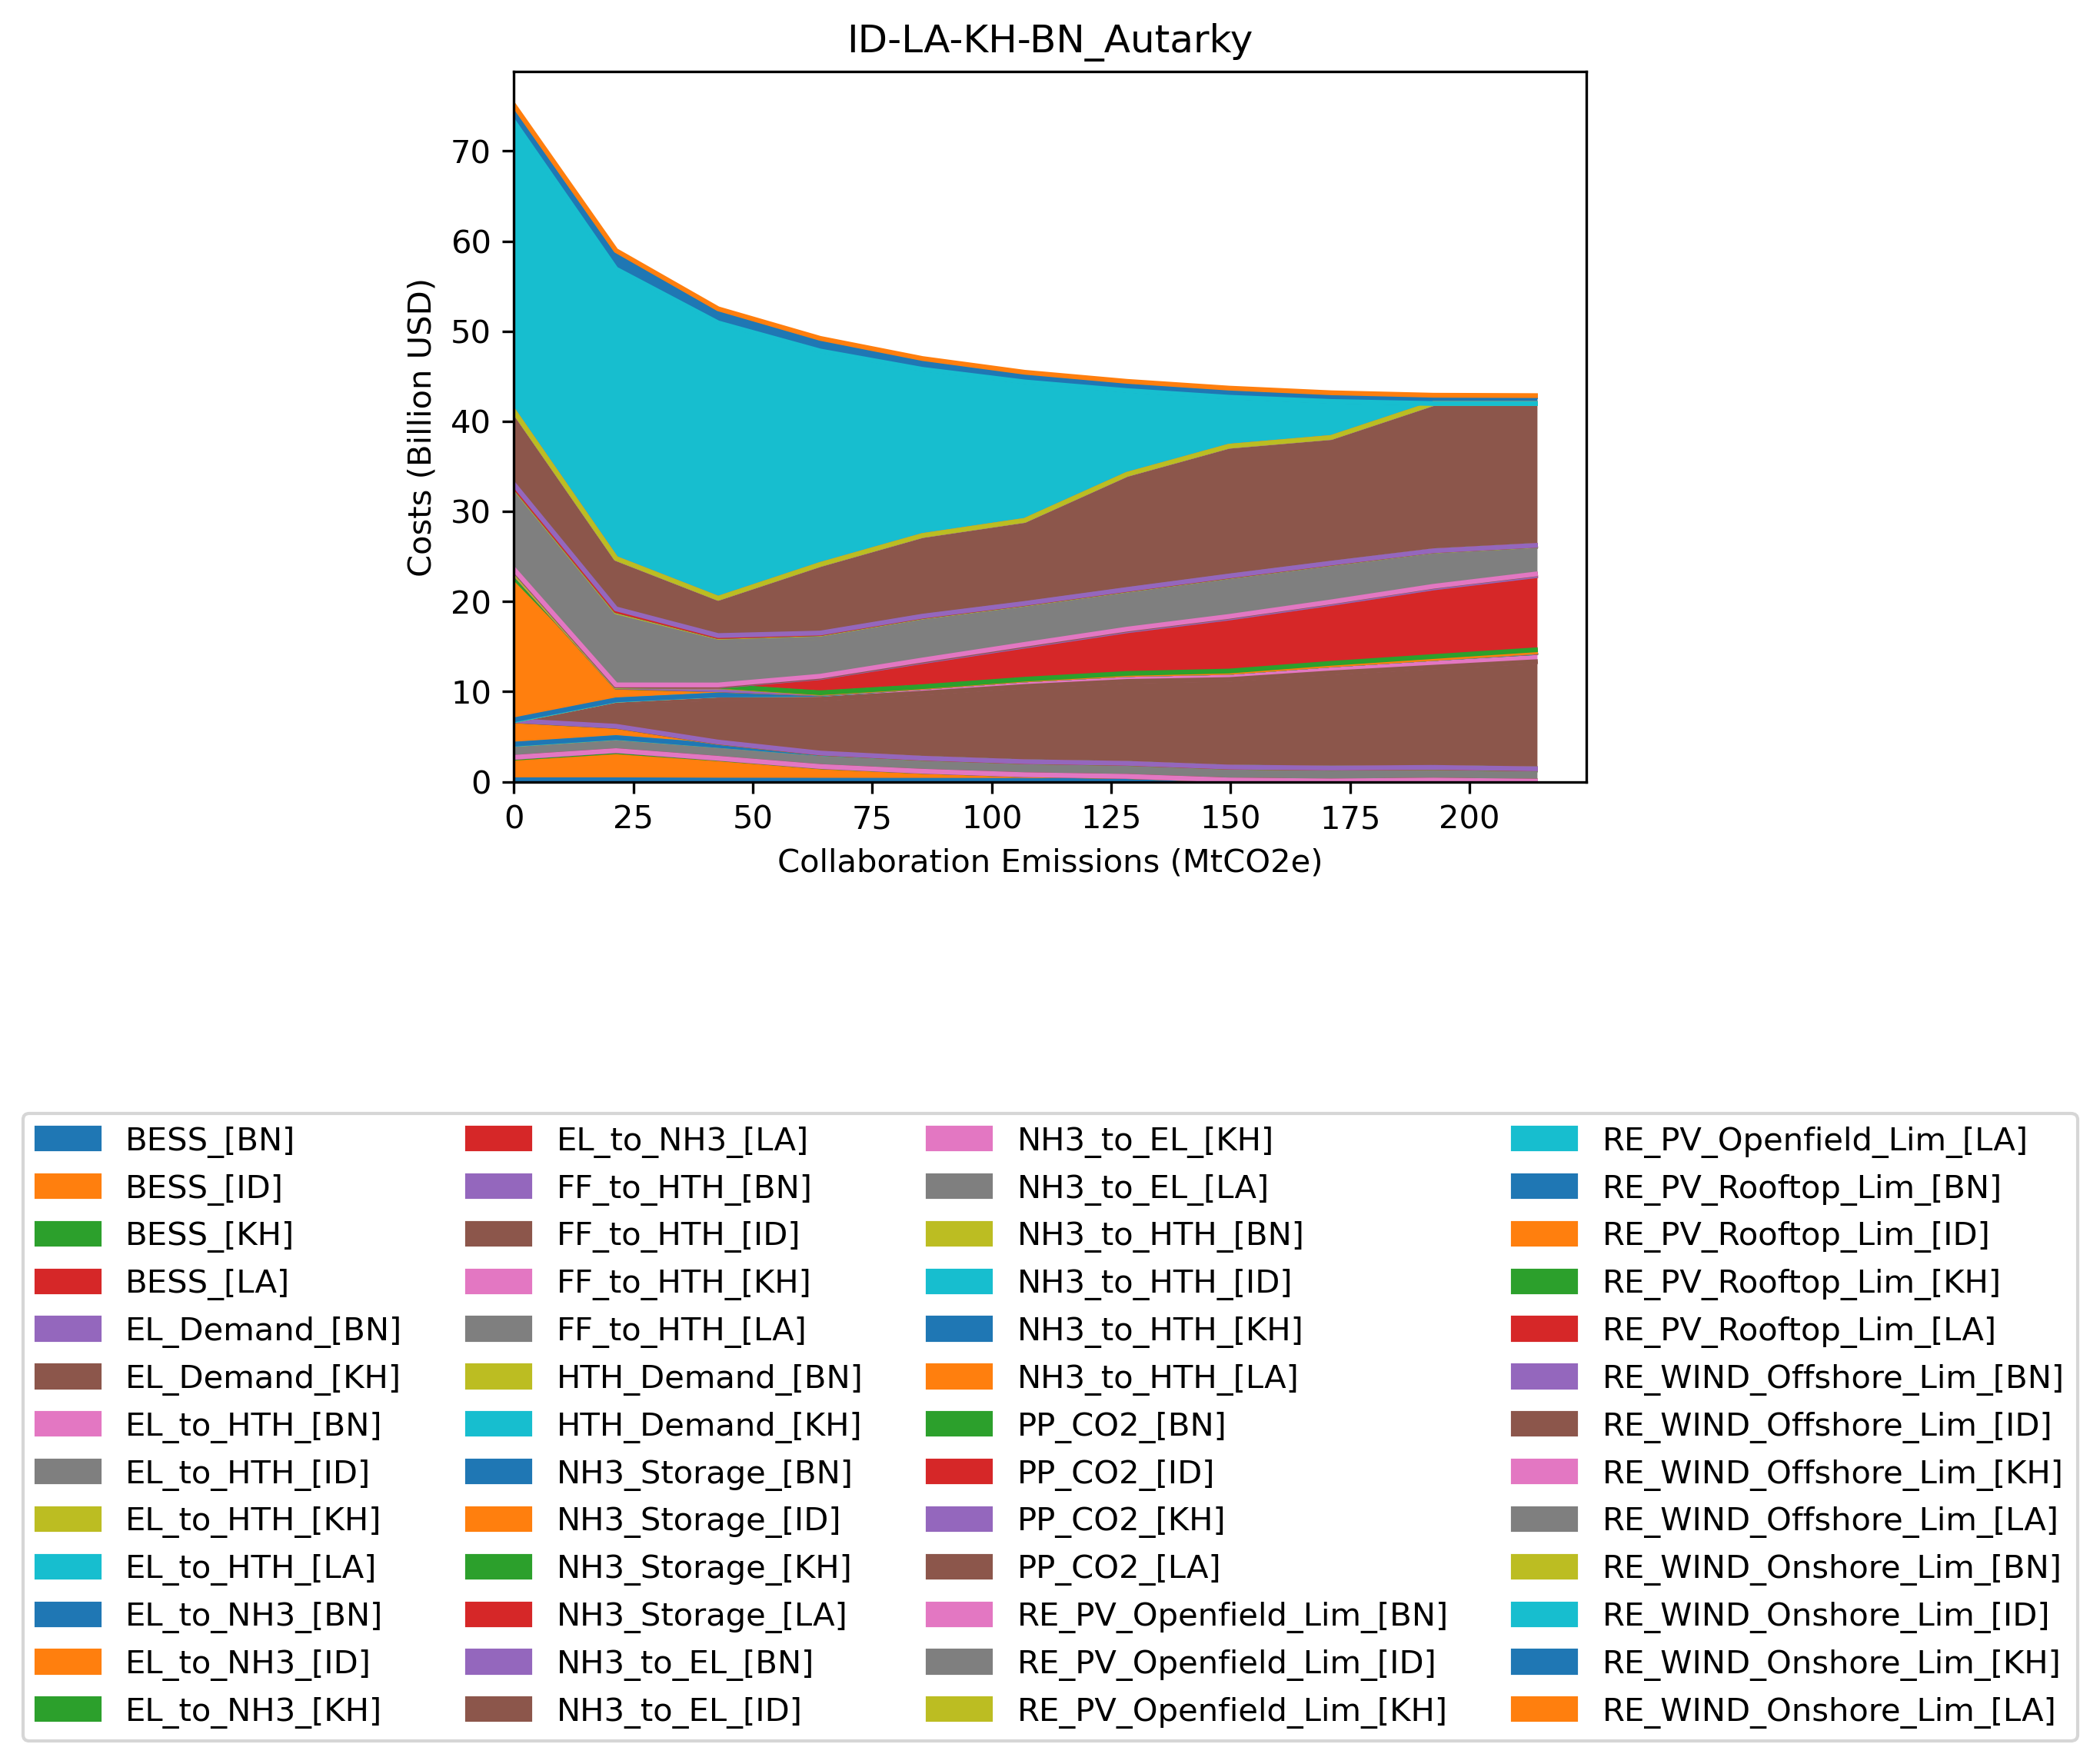 ID-LA-KH-BN_Autarky
Costs (Billion USD)
70
60
50
40
30
20
10
0
0 25 50 75 100 125 150 175 200
Collaboration Emissions (MtCO2e)
BESS_[BN]
BESS_[ID]
BESS_[KH]
BESS_[LA]
EL_Demand_[BN]
EL_Demand_[KH]
EL_to_HTH_[BN]
EL_to_HTH_[ID]
EL_to_HTH_[KH]
EL_to_HTH_[LA]
EL_to_NH3_[BN]
EL_to_NH3_[ID]
EL_to_NH3_[KH]
EL_to_NH3_[LA]
FF_to_HTH_[BN]
FF_to_HTH_[ID]
FF_to_HTH_[KH]
FF_to_HTH_[LA]
HTH_Demand_[BN]
HTH_Demand_[KH]
NH3_Storage_[BN]
NH3_Storage_[ID]
NH3_Storage_[KH]
NH3_Storage_[LA]
NH3_to_EL_[BN]
NH3_to_EL_[ID]
NH3_to_EL_[KH]
NH3_to_EL_[LA]
NH3_to_HTH_[BN]
NH3_to_HTH_[ID]
NH3_to_HTH_[KH]
NH3_to_HTH_[LA]
PP_CO2_[BN]
PP_CO2_[ID]
PP_CO2_[KH]
PP_CO2_[LA]
RE_PV_Openfield_Lim_[BN]
RE_PV_Openfield_Lim_[ID]
RE_PV_Openfield_Lim_[KH]
RE_PV_Openfield_Lim_[LA]
RE_PV_Rooftop_Lim_[BN]
RE_PV_Rooftop_Lim_[ID]
RE_PV_Rooftop_Lim_[KH]
RE_PV_Rooftop_Lim_[LA]
RE_WIND_Offshore_Lim_[BN]
RE_WIND_Offshore_Lim_[ID]
RE_WIND_Offshore_Lim_[KH]
RE_WIND_Offshore_Lim_[LA]
RE_WIND_Onshore_Lim_[BN]
RE_WIND_Onshore_Lim_[ID]
RE_WIND_Onshore_Lim_[KH]
RE_WIND_Onshore_Lim_[LA]